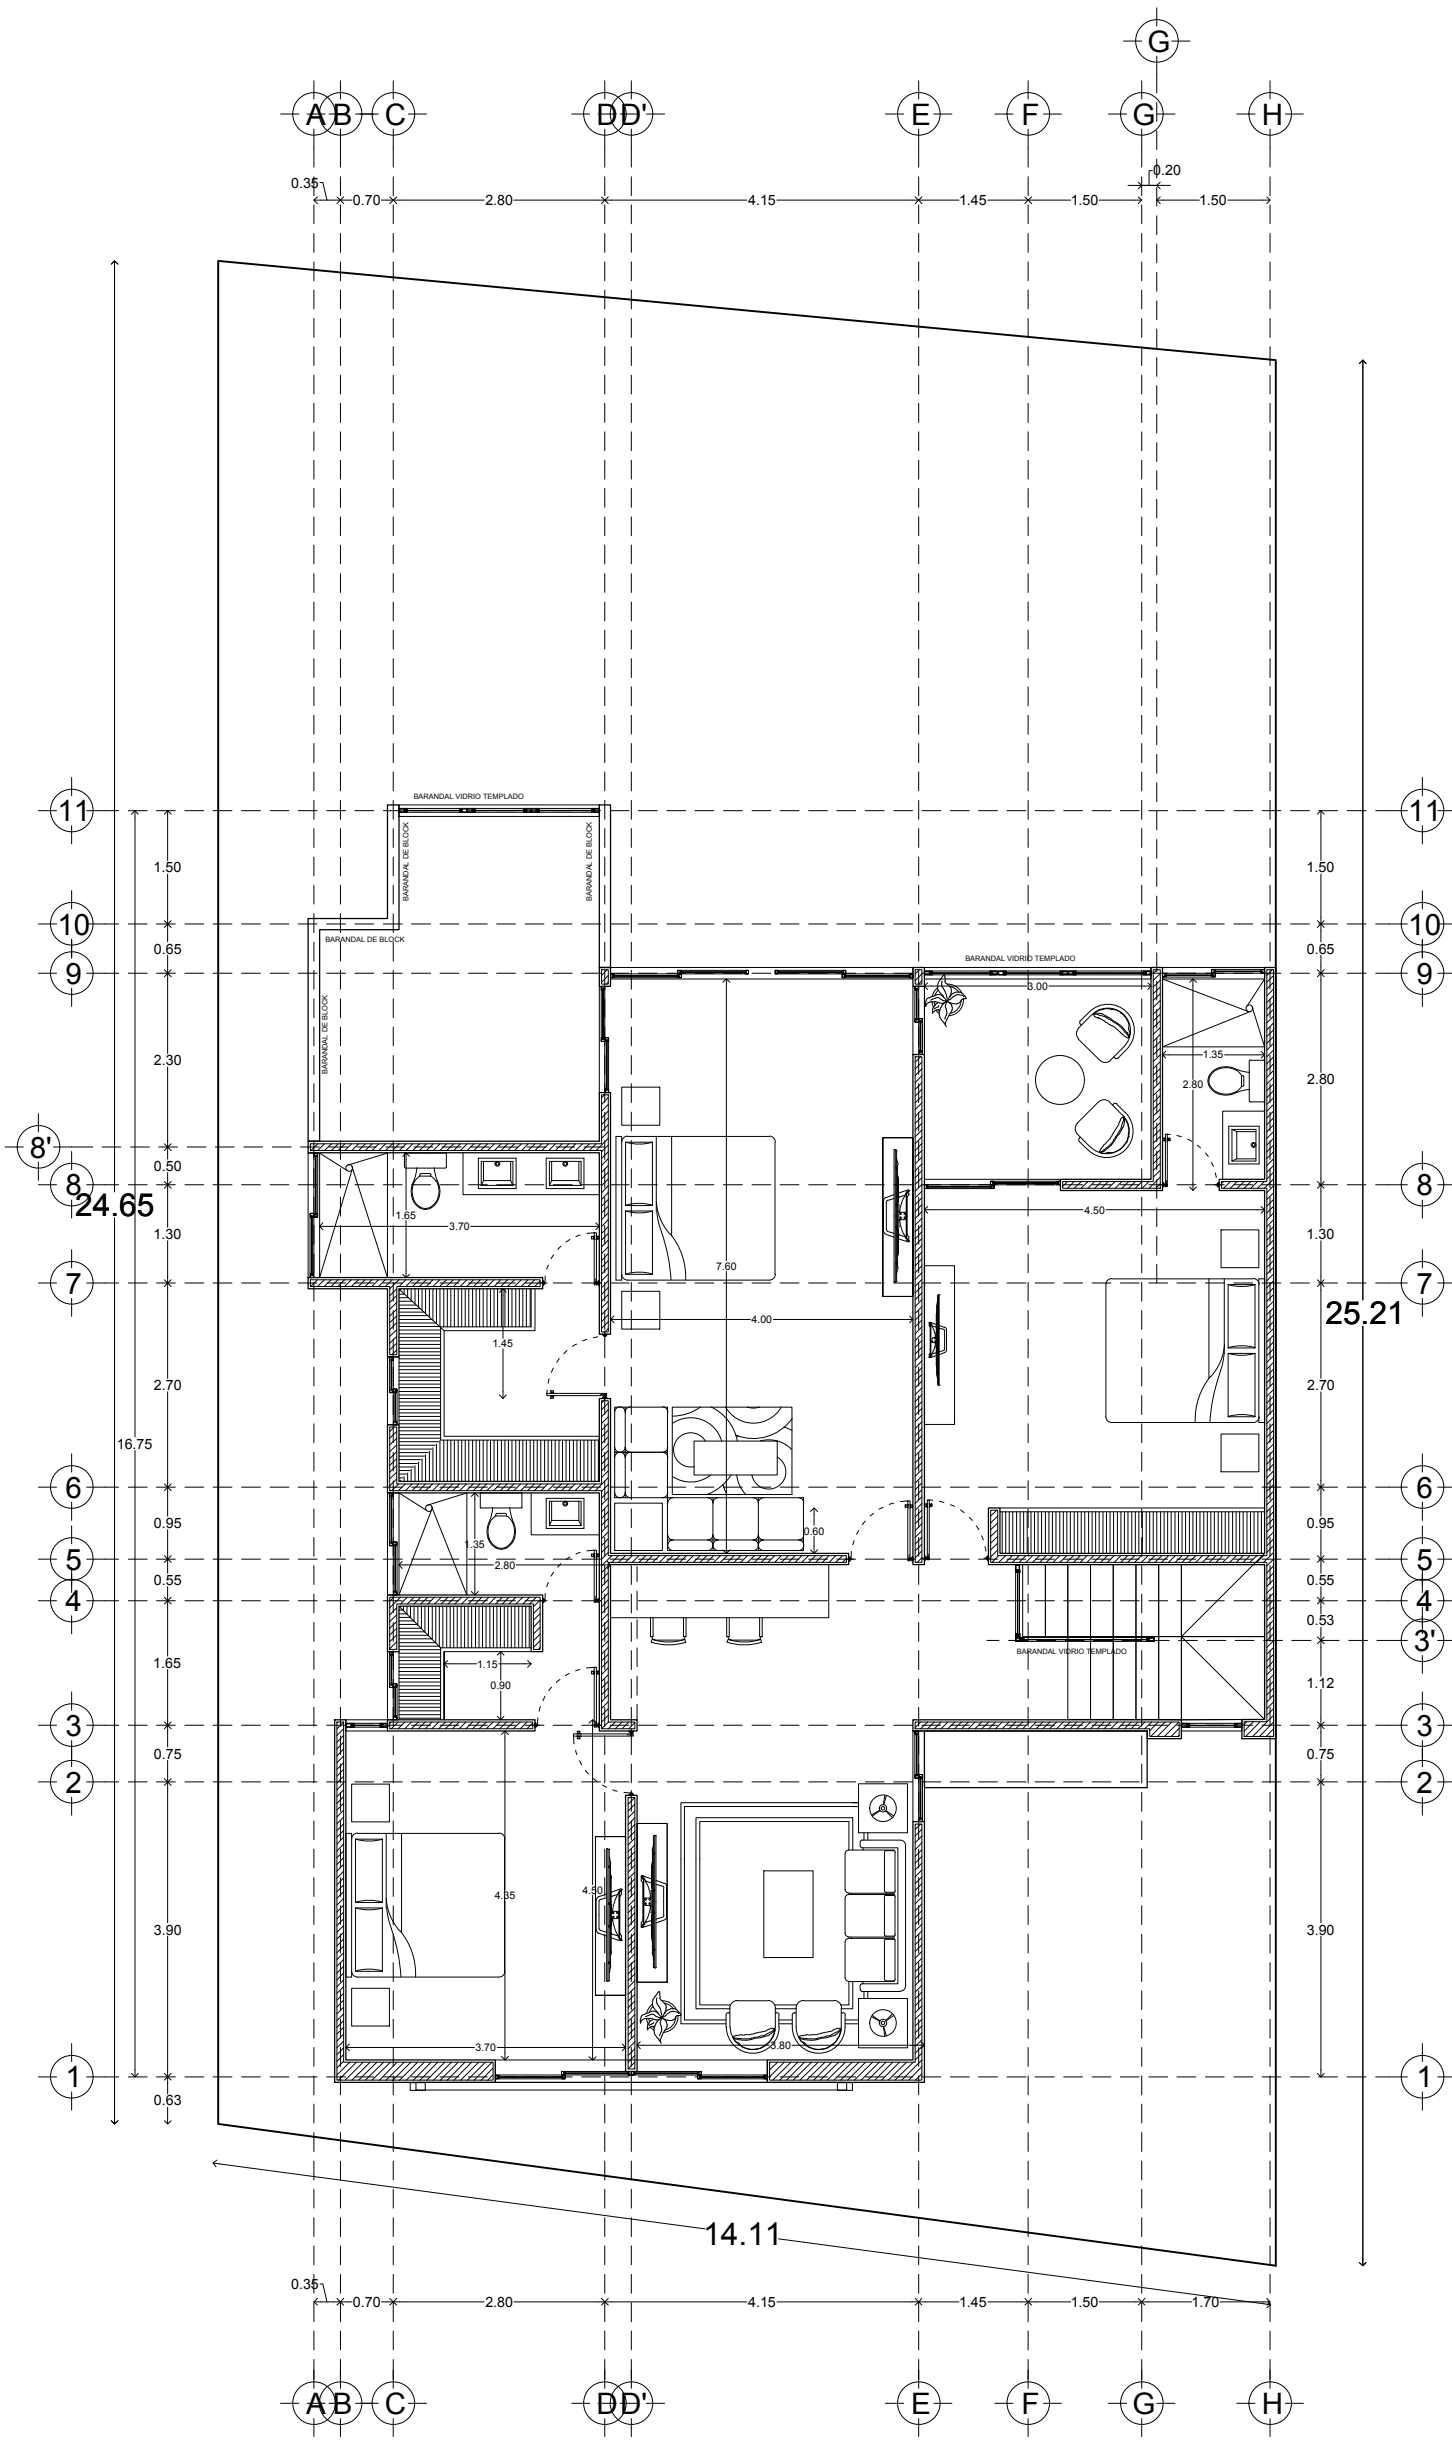 G
A B C D D' E F G H
0.20
0.35 0.70 2.80 4.15 1.45 1.50 1.50
BARANDAL VIDRIO TEMPLADO
11 11
BARANDAL DE BLOCK BARANDAL DE BLOCK
1.50 1.50
10 10
BARANDAL DE BLOCK
0.65 0.65
BARANDAL VIDRIO TEMPLADO
9 9
3.00
BARANDAL DE BLOCK
2.30 1.35 2.80
2.80
8'
0.50
8 8
24.65
1.65 4.50
3.70
1.30 1.30
7.60
7 7
25.21
4.00
1.45
2.70 2.70
16.75
6 6
0.95 0.60 0.95
1.35
5 2.80 5
0.55 0.55
4 4
0.53
3'
BARANDAL VIDRIO TEMPLADO
1.65 1.15
0.90 1.12
3 3
0.75 0.75
2 2
4.35 4.50
3.90 3.90
3.70 3.80
1 1
0.63
14.11
0.35 0.70 2.80 4.15 1.45 1.50 1.70
A B C D D' E F G H